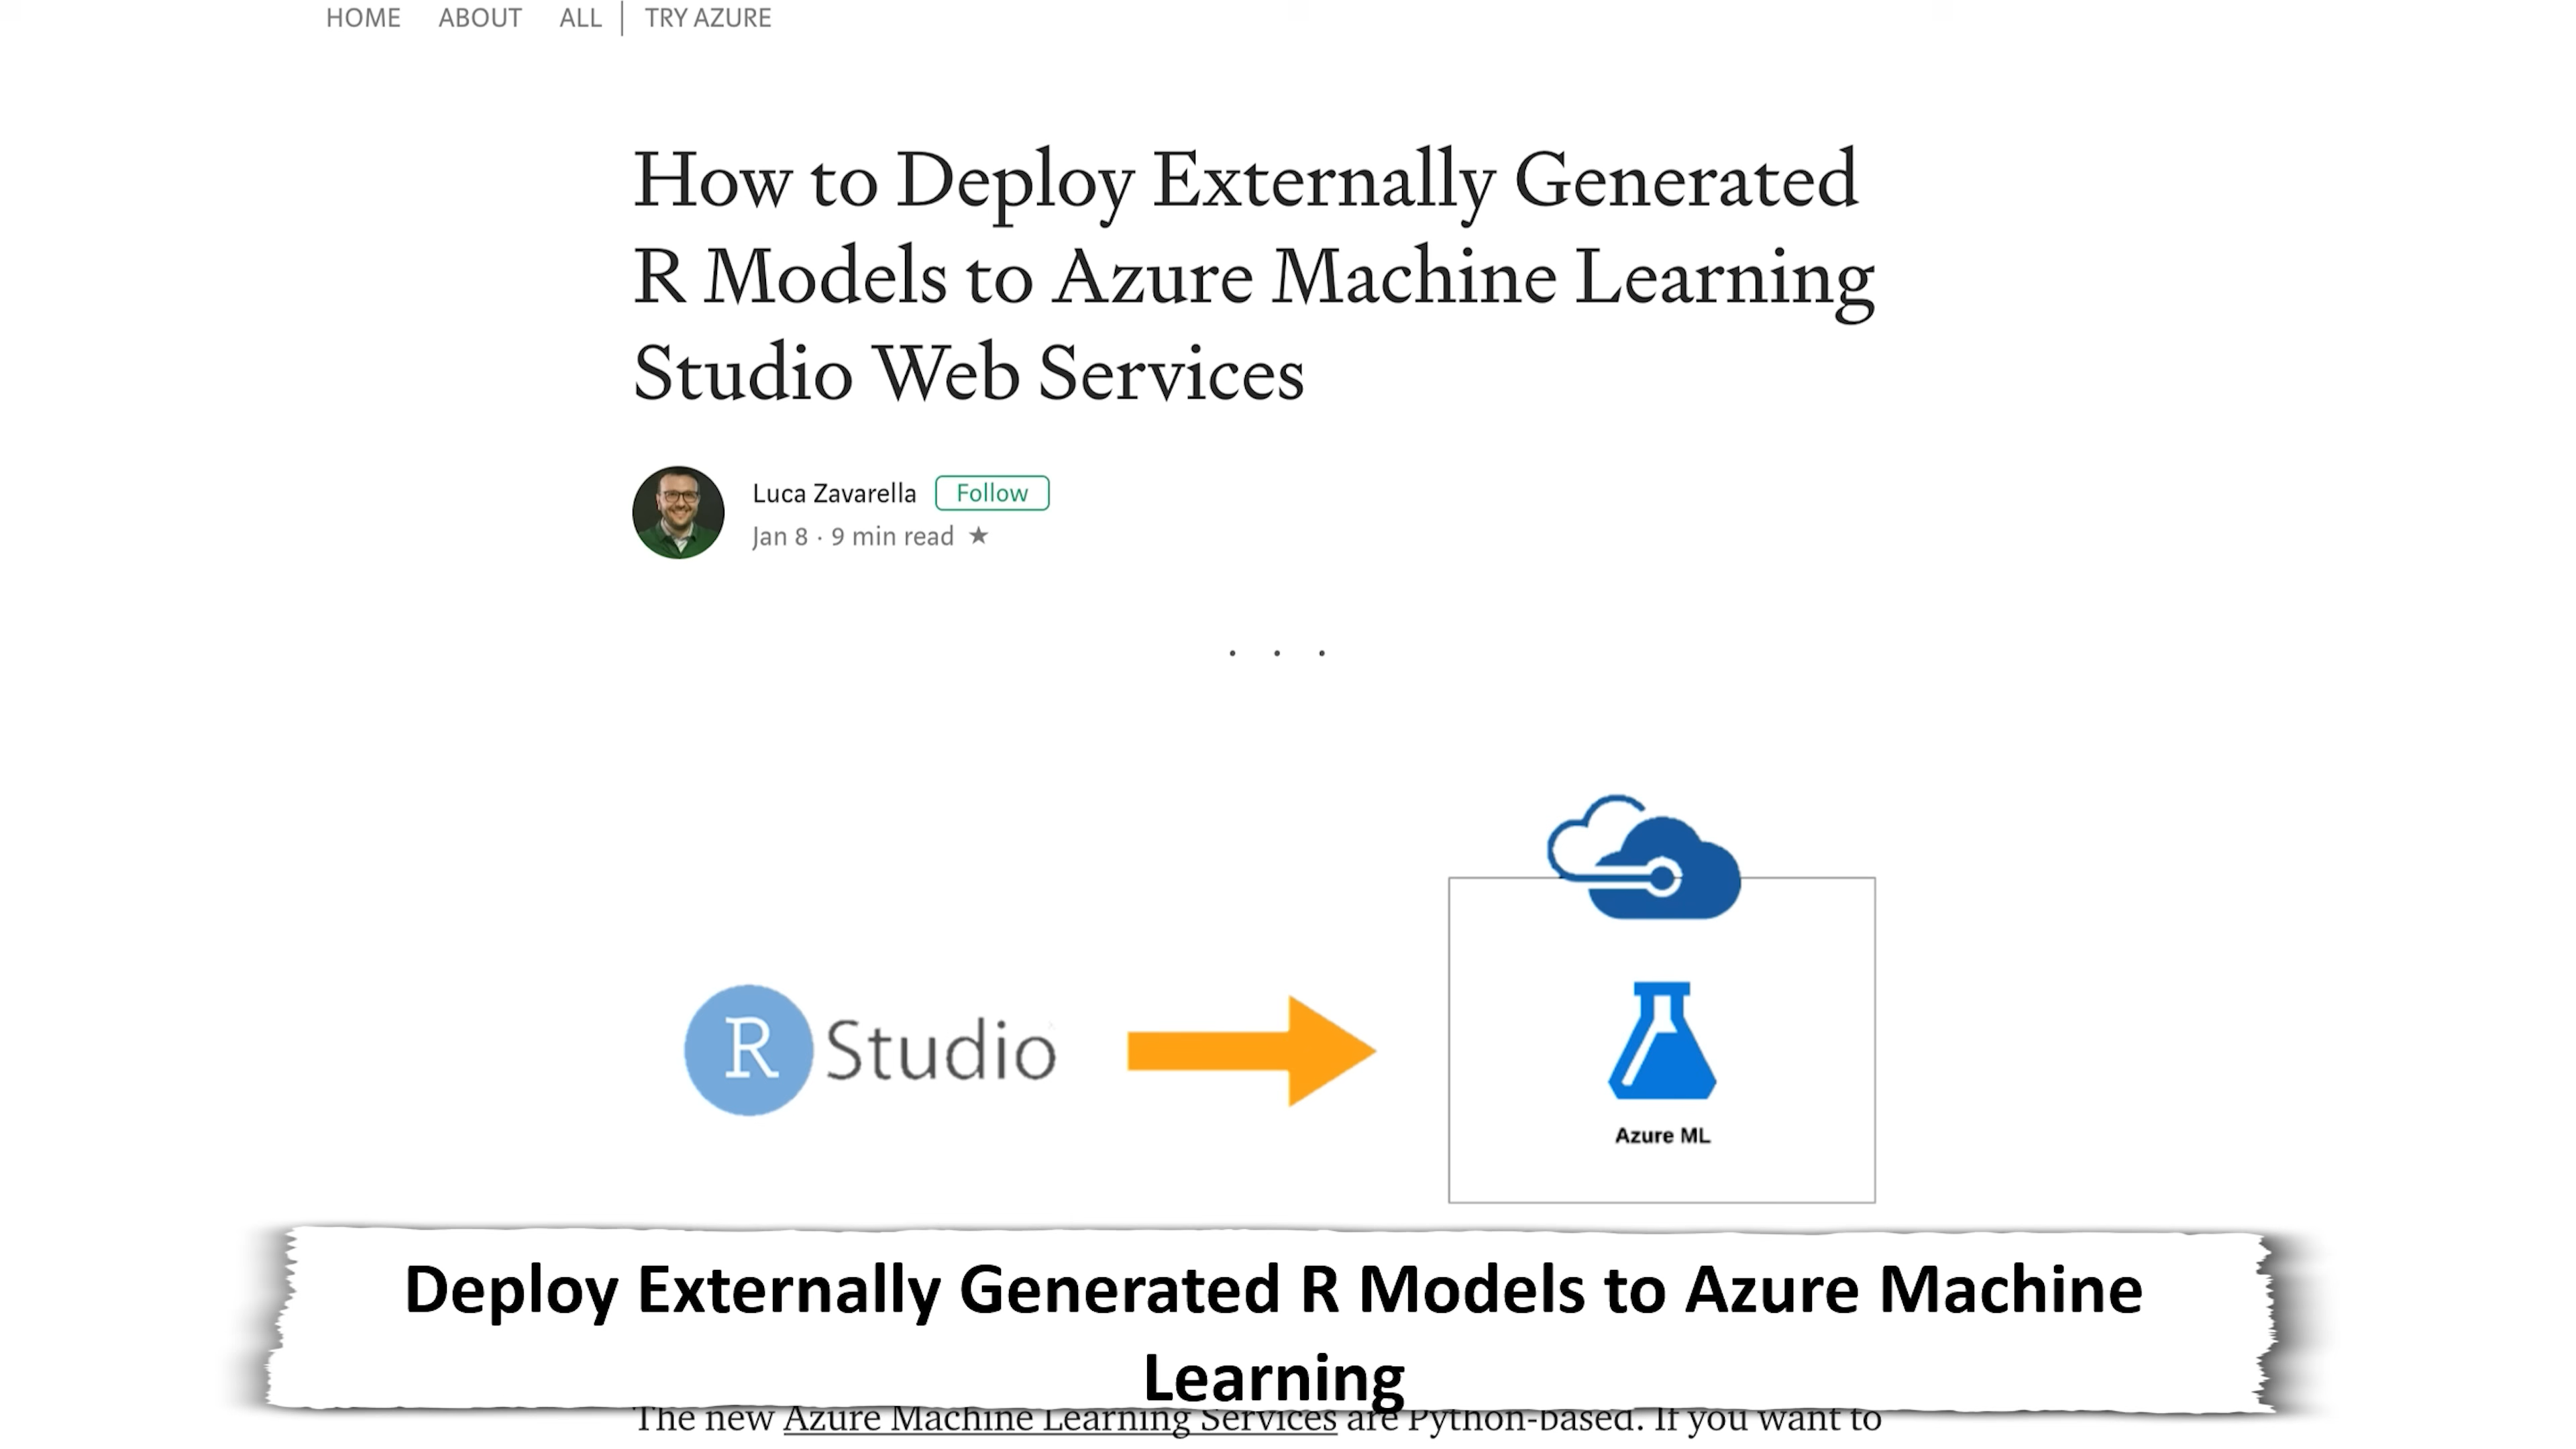 HOME ABOUT ALL | TRY AZURE
How to Deploy Externally Generated
R Models to Azure Machine Learning
Studio Web Services
Luca Zavarella Follow
Jan 8 · 9 min read ★
. . .
R Studio
Azure ML
Deploy Externally Generated R Models to Azure Machine
Learning
The new Azure Machine Learning Services are Python-based. If you want to